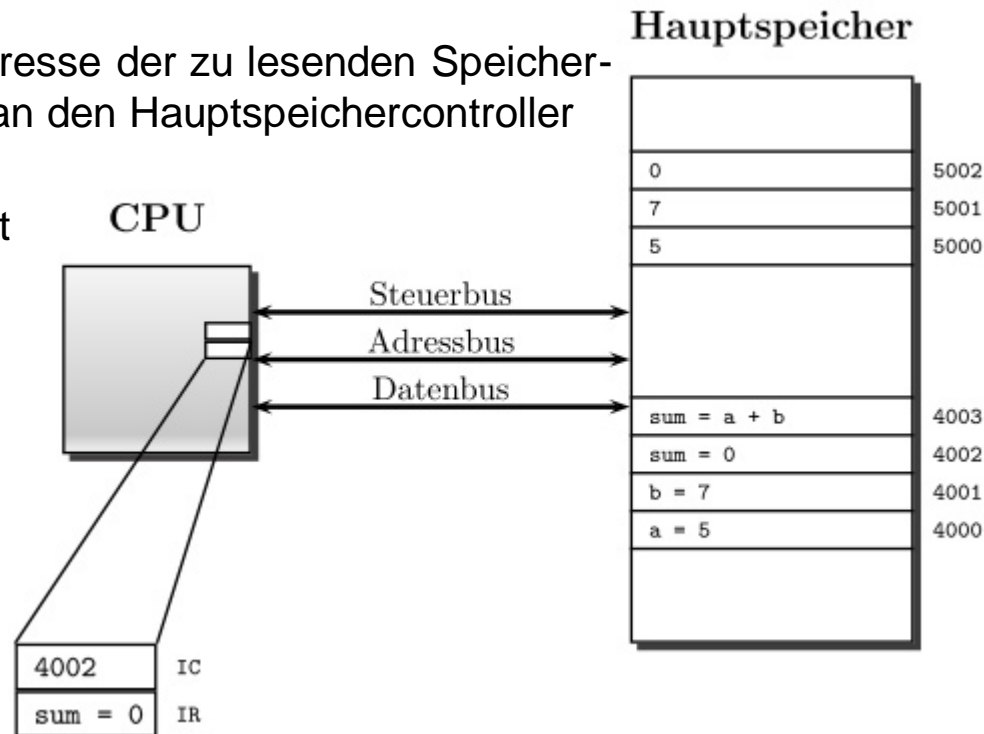 Hauptspeicher
resse der zu lesenden Speicher-
an den Hauptspeichercontroller
t
CPU
0 5002
7 5001
5 5000
Steuerbus
Adressbus
Datenbus
sum = a + b 4003
sum = 0 4002
b = 7 4001
a = 5 4000
4002 IC
sum = 0 IR